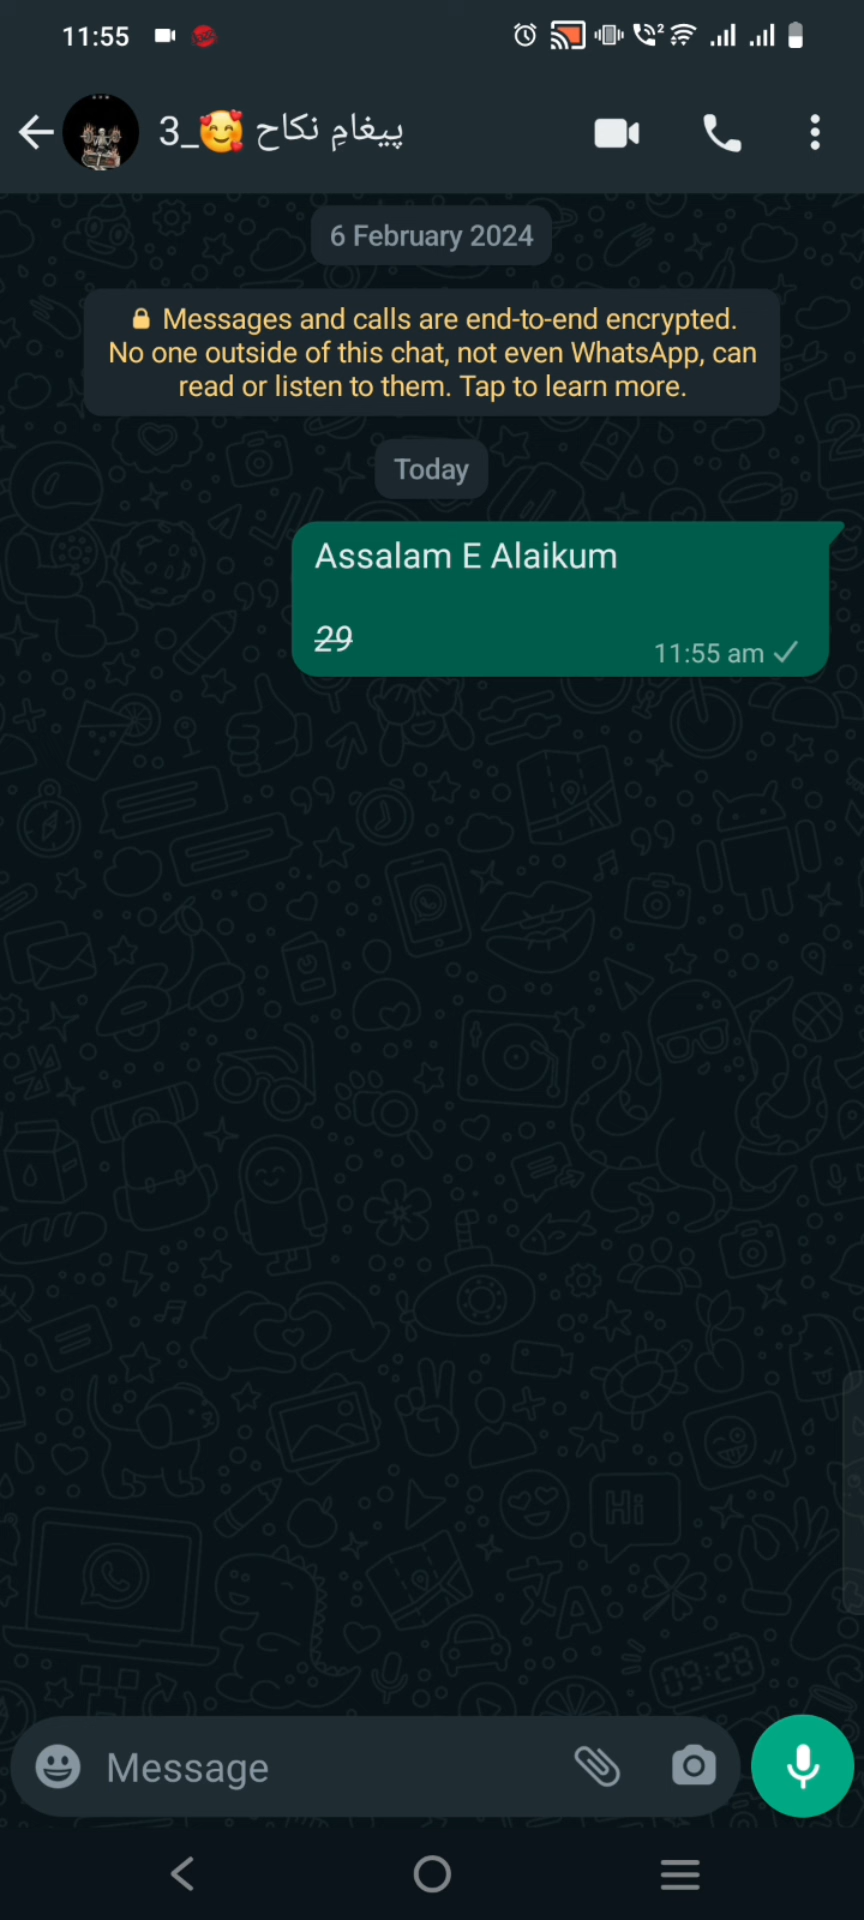 11:55
3_🥰 پیغامِ نکاح
6 February 2024
🔒 Messages and calls are end-to-end encrypted.
No one outside of this chat, not even WhatsApp, can
read or listen to them. Tap to learn more.
Today
Assalam E Alaikum
~~29~~
11:55 am
Message